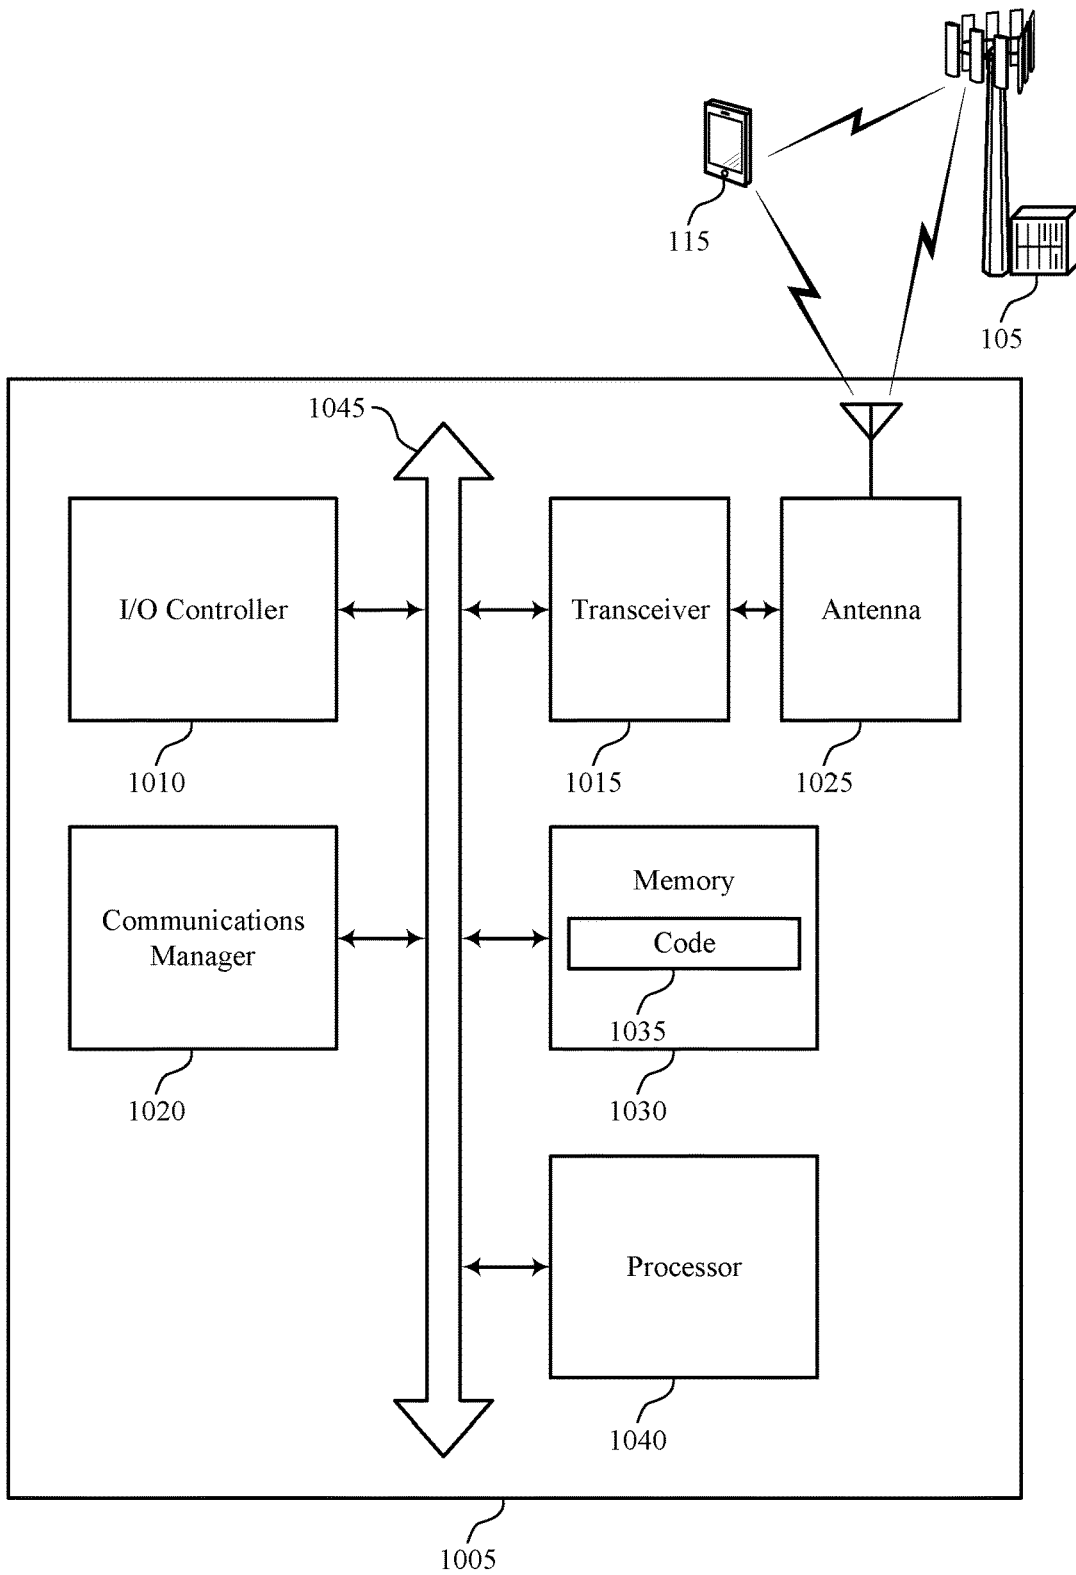 115
105
1045
I/O Controller
Transceiver
Antenna
1010
1015
1025
Communications
Manager
Memory
Code
1035
1020
1030
Processor
1040
1005